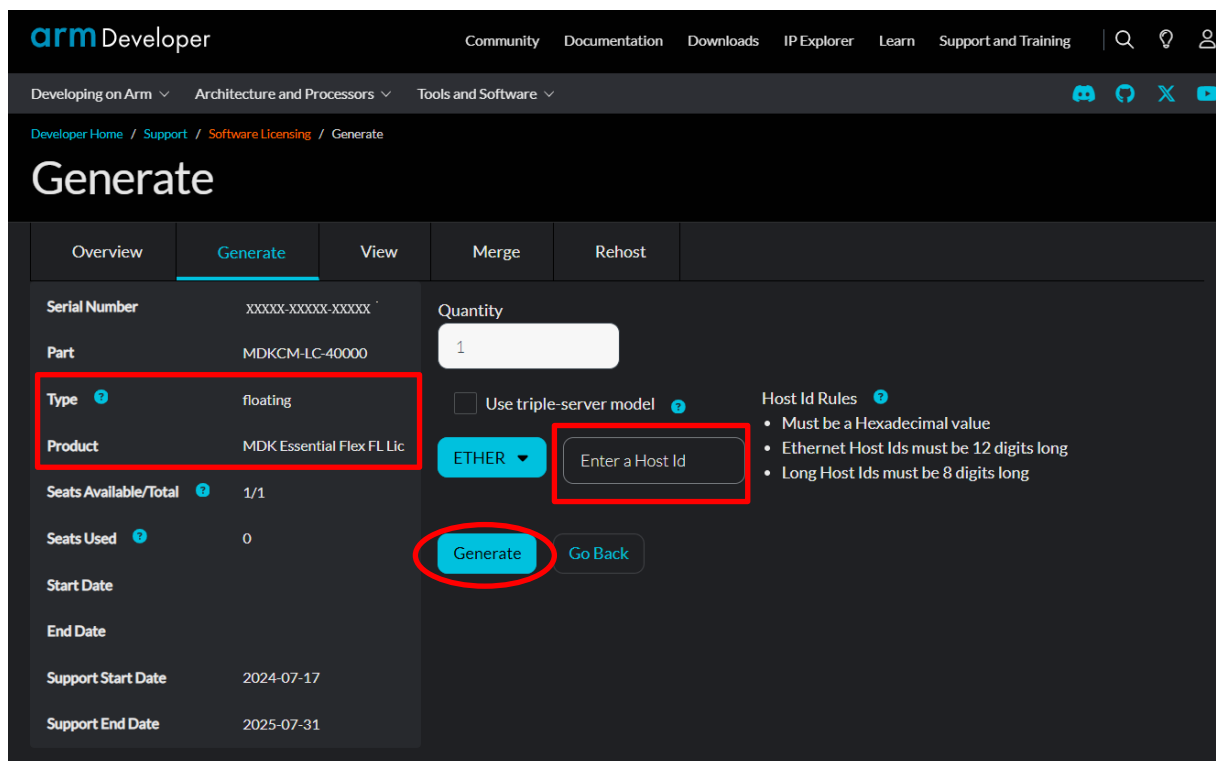 arm Developer
Community Documentation Downloads IP Explorer Learn Support and Training
Developing on Arm Architecture and Processors Tools and Software
Developer Home / Support / Software Licensing / Generate
Generate
Overview Generate View Merge Rehost
Serial Number XXXXX-XXXXX-XXXXX
Part MDKCM-LC-40000
Type ? floating
Product MDK Essential Flex FL Lic
Seats Available/Total ? 1/1
Seats Used ? 0
Start Date
End Date
Support Start Date 2024-07-17
Support End Date 2025-07-31
Quantity
1
Use triple-server model ?
ETHER Enter a Host Id
Host Id Rules ?
• Must be a Hexadecimal value
• Ethernet Host Ids must be 12 digits long
• Long Host Ids must be 8 digits long
Generate Go Back